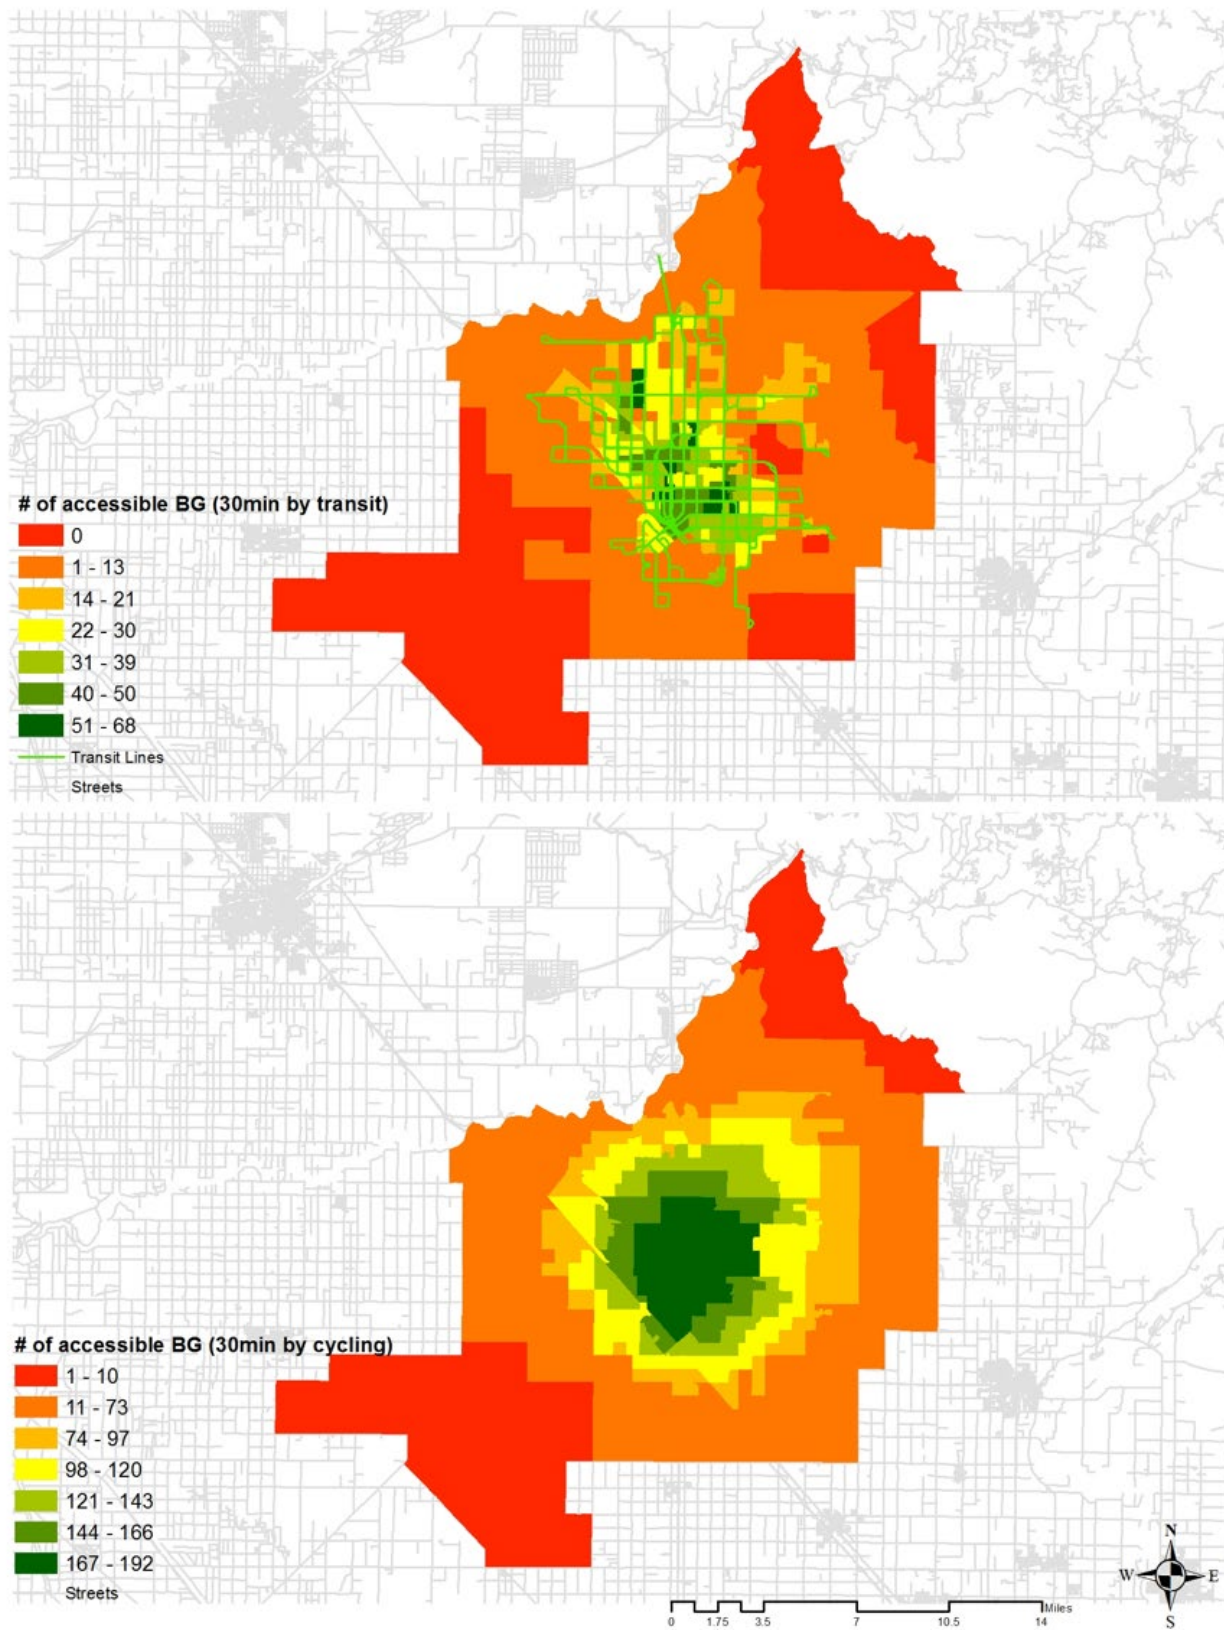 # of accessible BG (30min by transit)
0
1 - 13
14 - 21
22 - 30
31 - 39
40 - 50
51 - 68
Transit Lines
Streets
# of accessible BG (30min by cycling)
1 - 10
11 - 73
74 - 97
98 - 120
121 - 143
144 - 166
167 - 192
Streets
N
W E
S
Miles
0 1.75 3.5 7 10.5 14